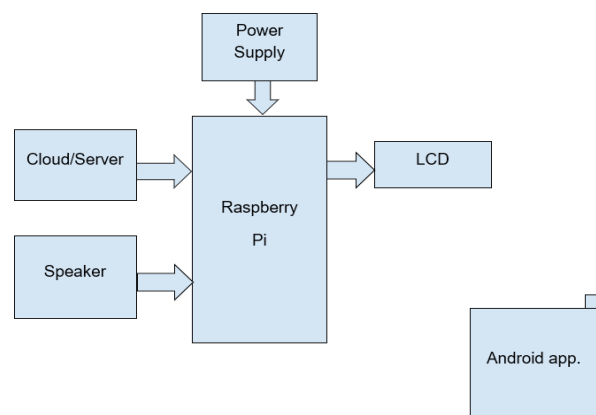 Power
Supply
Cloud/Server
LCD
Raspberry
Pi
Speaker
Android app.